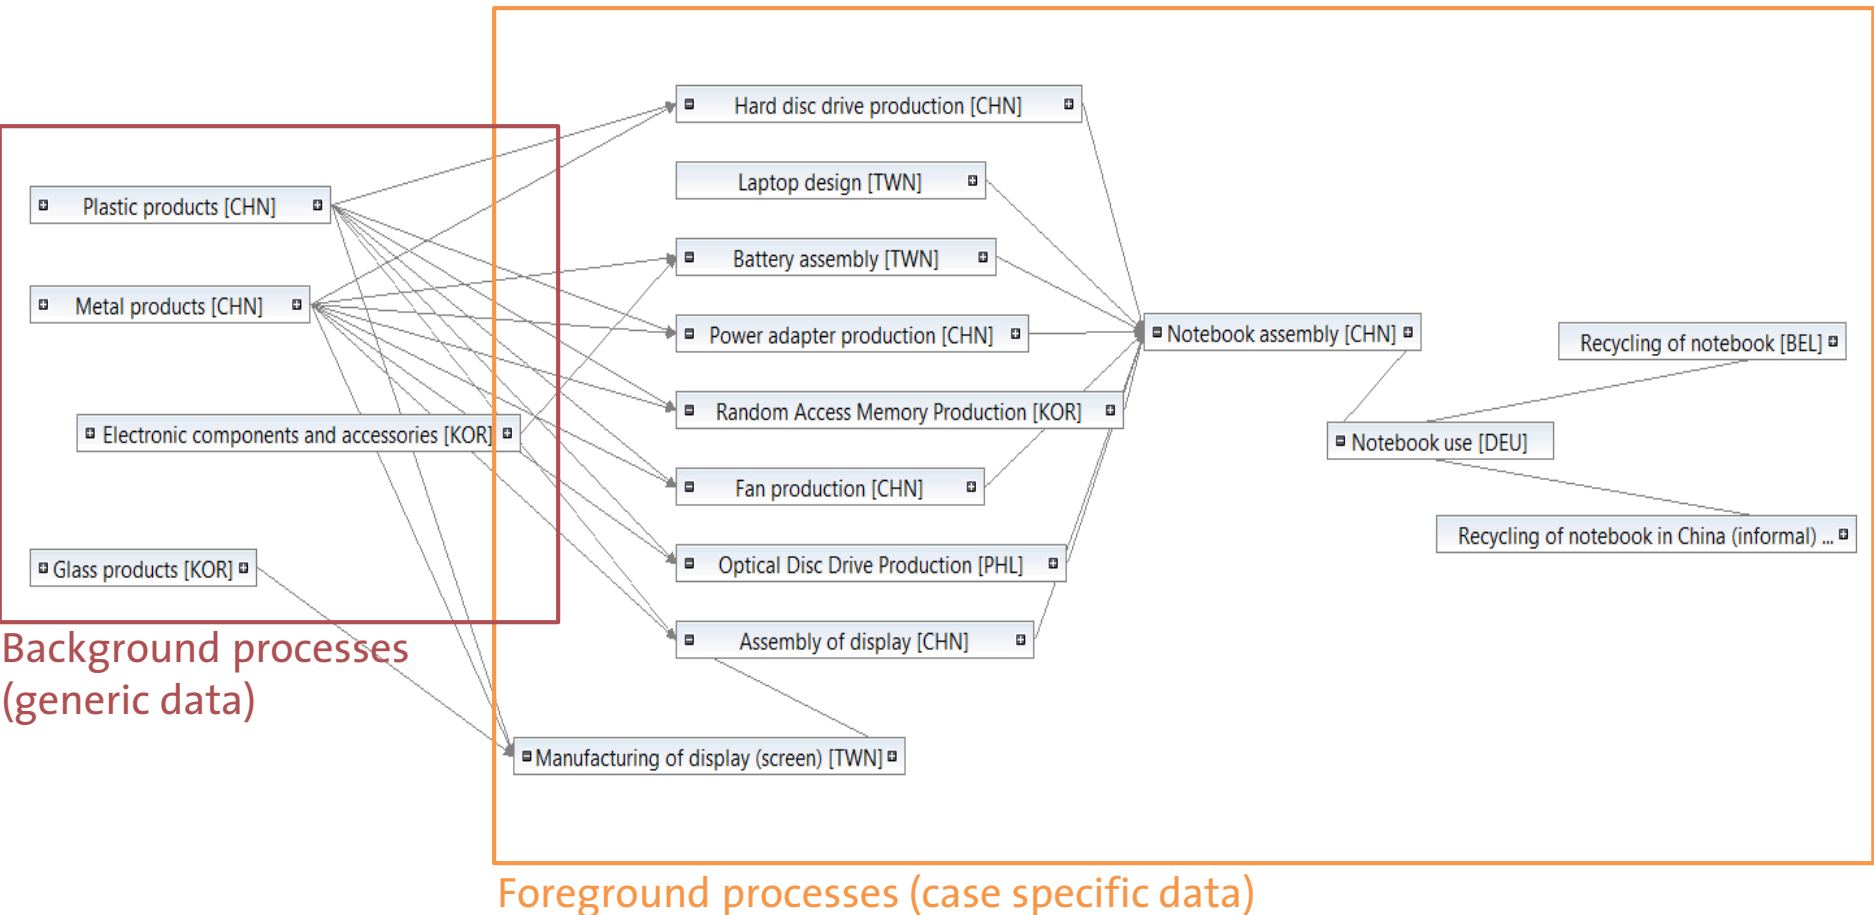 Hard disc drive production [CHN]
Laptop design [TWN]
Plastic products [CHN]
Battery assembly [TWN]
Metal products [CHN]
Power adapter production [CHN]
Notebook assembly [CHN]
Recycling of notebook [BEL]
Random Access Memory Production [KOR]
Electronic components and accessories [KOR]
Notebook use [DEU]
Fan production [CHN]
Recycling of notebook in China (informal) ...
Optical Disc Drive Production [PHL]
Glass products [KOR]
Assembly of display [CHN]
Background processes
(generic data)
Manufacturing of display (screen) [TWN]
Foreground processes (case specific data)